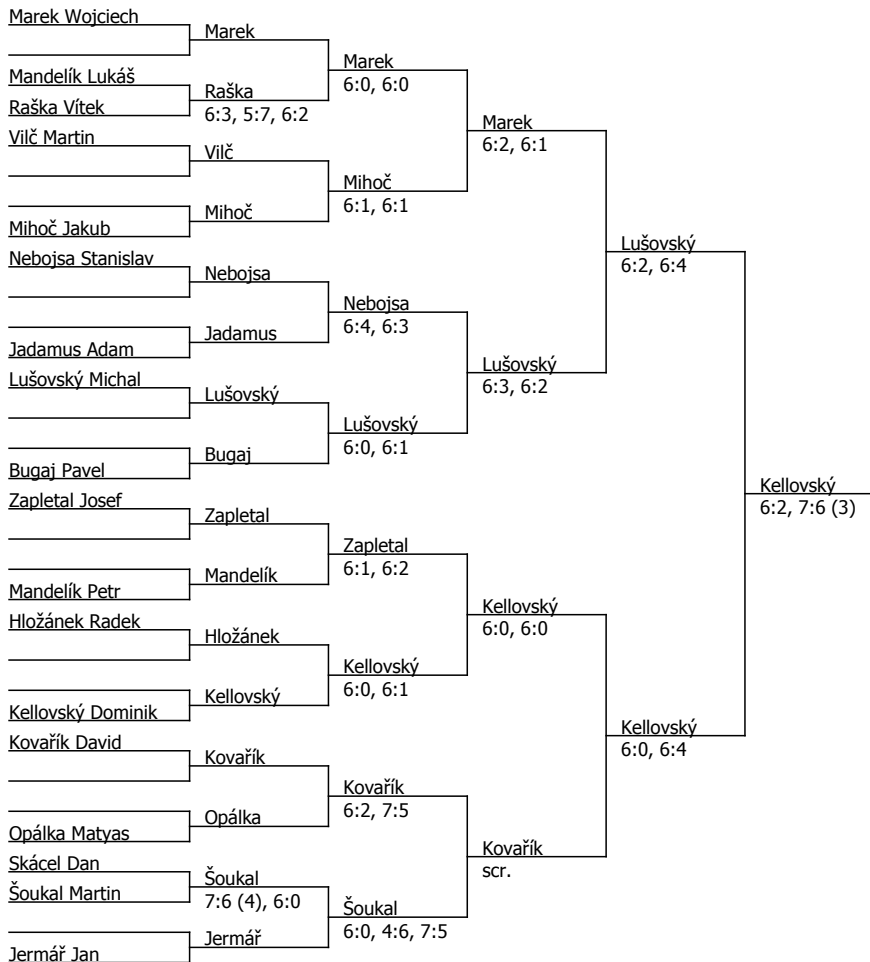 Marek Wojciech
Marek
Marek
6:0, 6:0
Mandelík Lukáš
Raška
6:3, 5:7, 6:2
Raška Vítek
Marek
6:2, 6:1
Vilč Martin
Vilč
Mihoč
6:1, 6:1
Mihoč
Mihoč Jakub
Lušovský
6:2, 6:4
Nebojsa Stanislav
Nebojsa
Nebojsa
6:4, 6:3
Jadamus
Jadamus Adam
Lušovský
6:3, 6:2
Lušovský Michal
Lušovský
Lušovský
6:0, 6:1
Bugaj
Bugaj Pavel
Kellovský
6:2, 7:6 (3)
Zapletal Josef
Zapletal
Zapletal
6:1, 6:2
Mandelík
Mandelík Petr
Kellovský
6:0, 6:0
Hložánek Radek
Hložánek
Kellovský
6:0, 6:1
Kellovský
Kellovský Dominik
Kellovský
6:0, 6:4
Kovařík David
Kovařík
Kovařík
6:2, 7:5
Opálka
Opálka Matyas
Kovařík
scr.
Skácel Dan
Šoukal
7:6 (4), 6:0
Šoukal Martin
Šoukal
6:0, 4:6, 7:5
Jermář
Jermář Jan